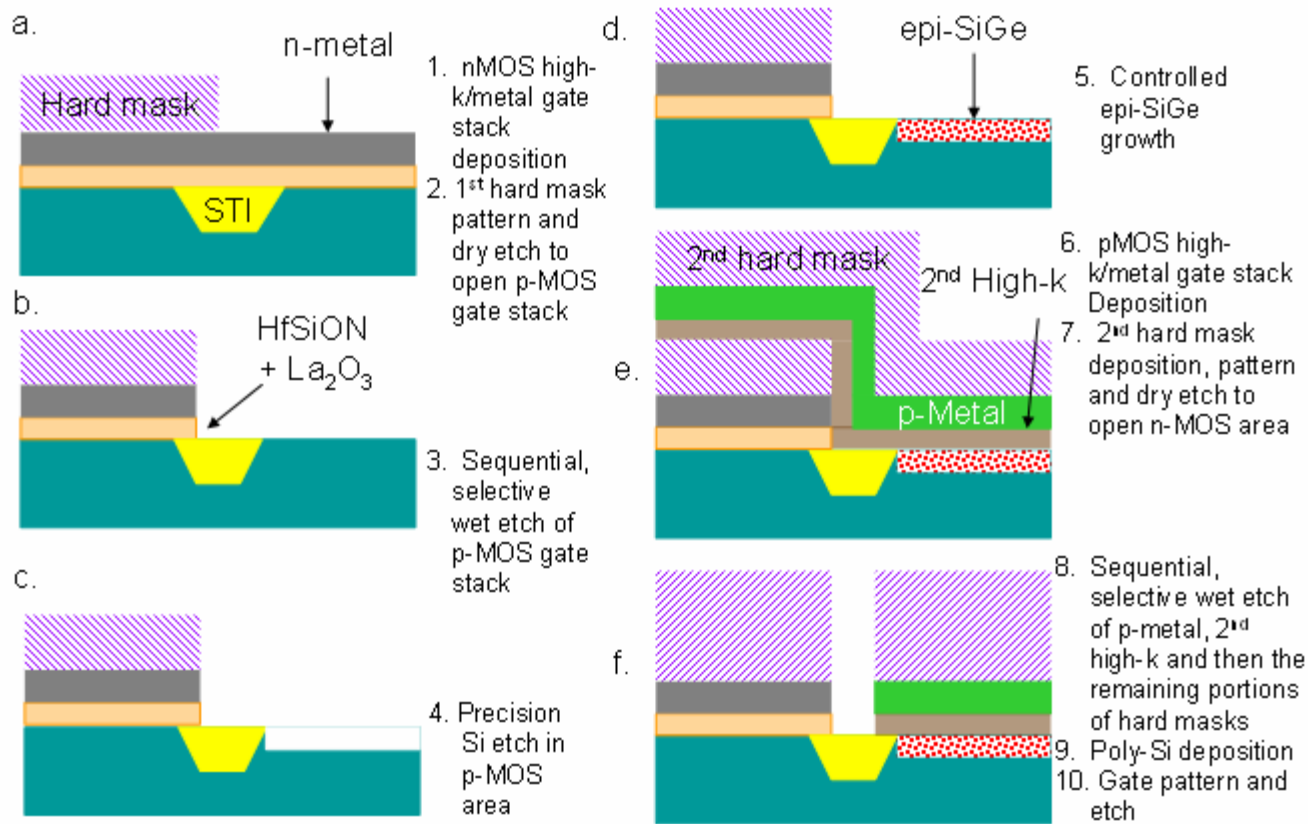 a.
n-metal
Hard mask
STI
1. nMOS high-
k/metal gate
stack
deposition
2. 1st hard mask
pattern and
dry etch to
open p-MOS
gate stack
b.
HfSiON
+ La₂O₃
3. Sequential,
selective
wet etch of
p-MOS gate
stack
c.
4. Precision
Si etch in
p-MOS
area
d.
epi-SiGe
5. Controlled
epi-SiGe
growth
e.
2nd hard mask
2nd High-k
p-Metal
6. pMOS high-
k/metal gate stack
Deposition
7. 2nd hard mask
deposition, pattern
and dry etch to
open n-MOS area
f.
8. Sequential,
selective wet etch
of p-metal, 2nd
high-k and then the
remaining portions
of hard masks
9. Poly-Si deposition
10. Gate pattern and
etch